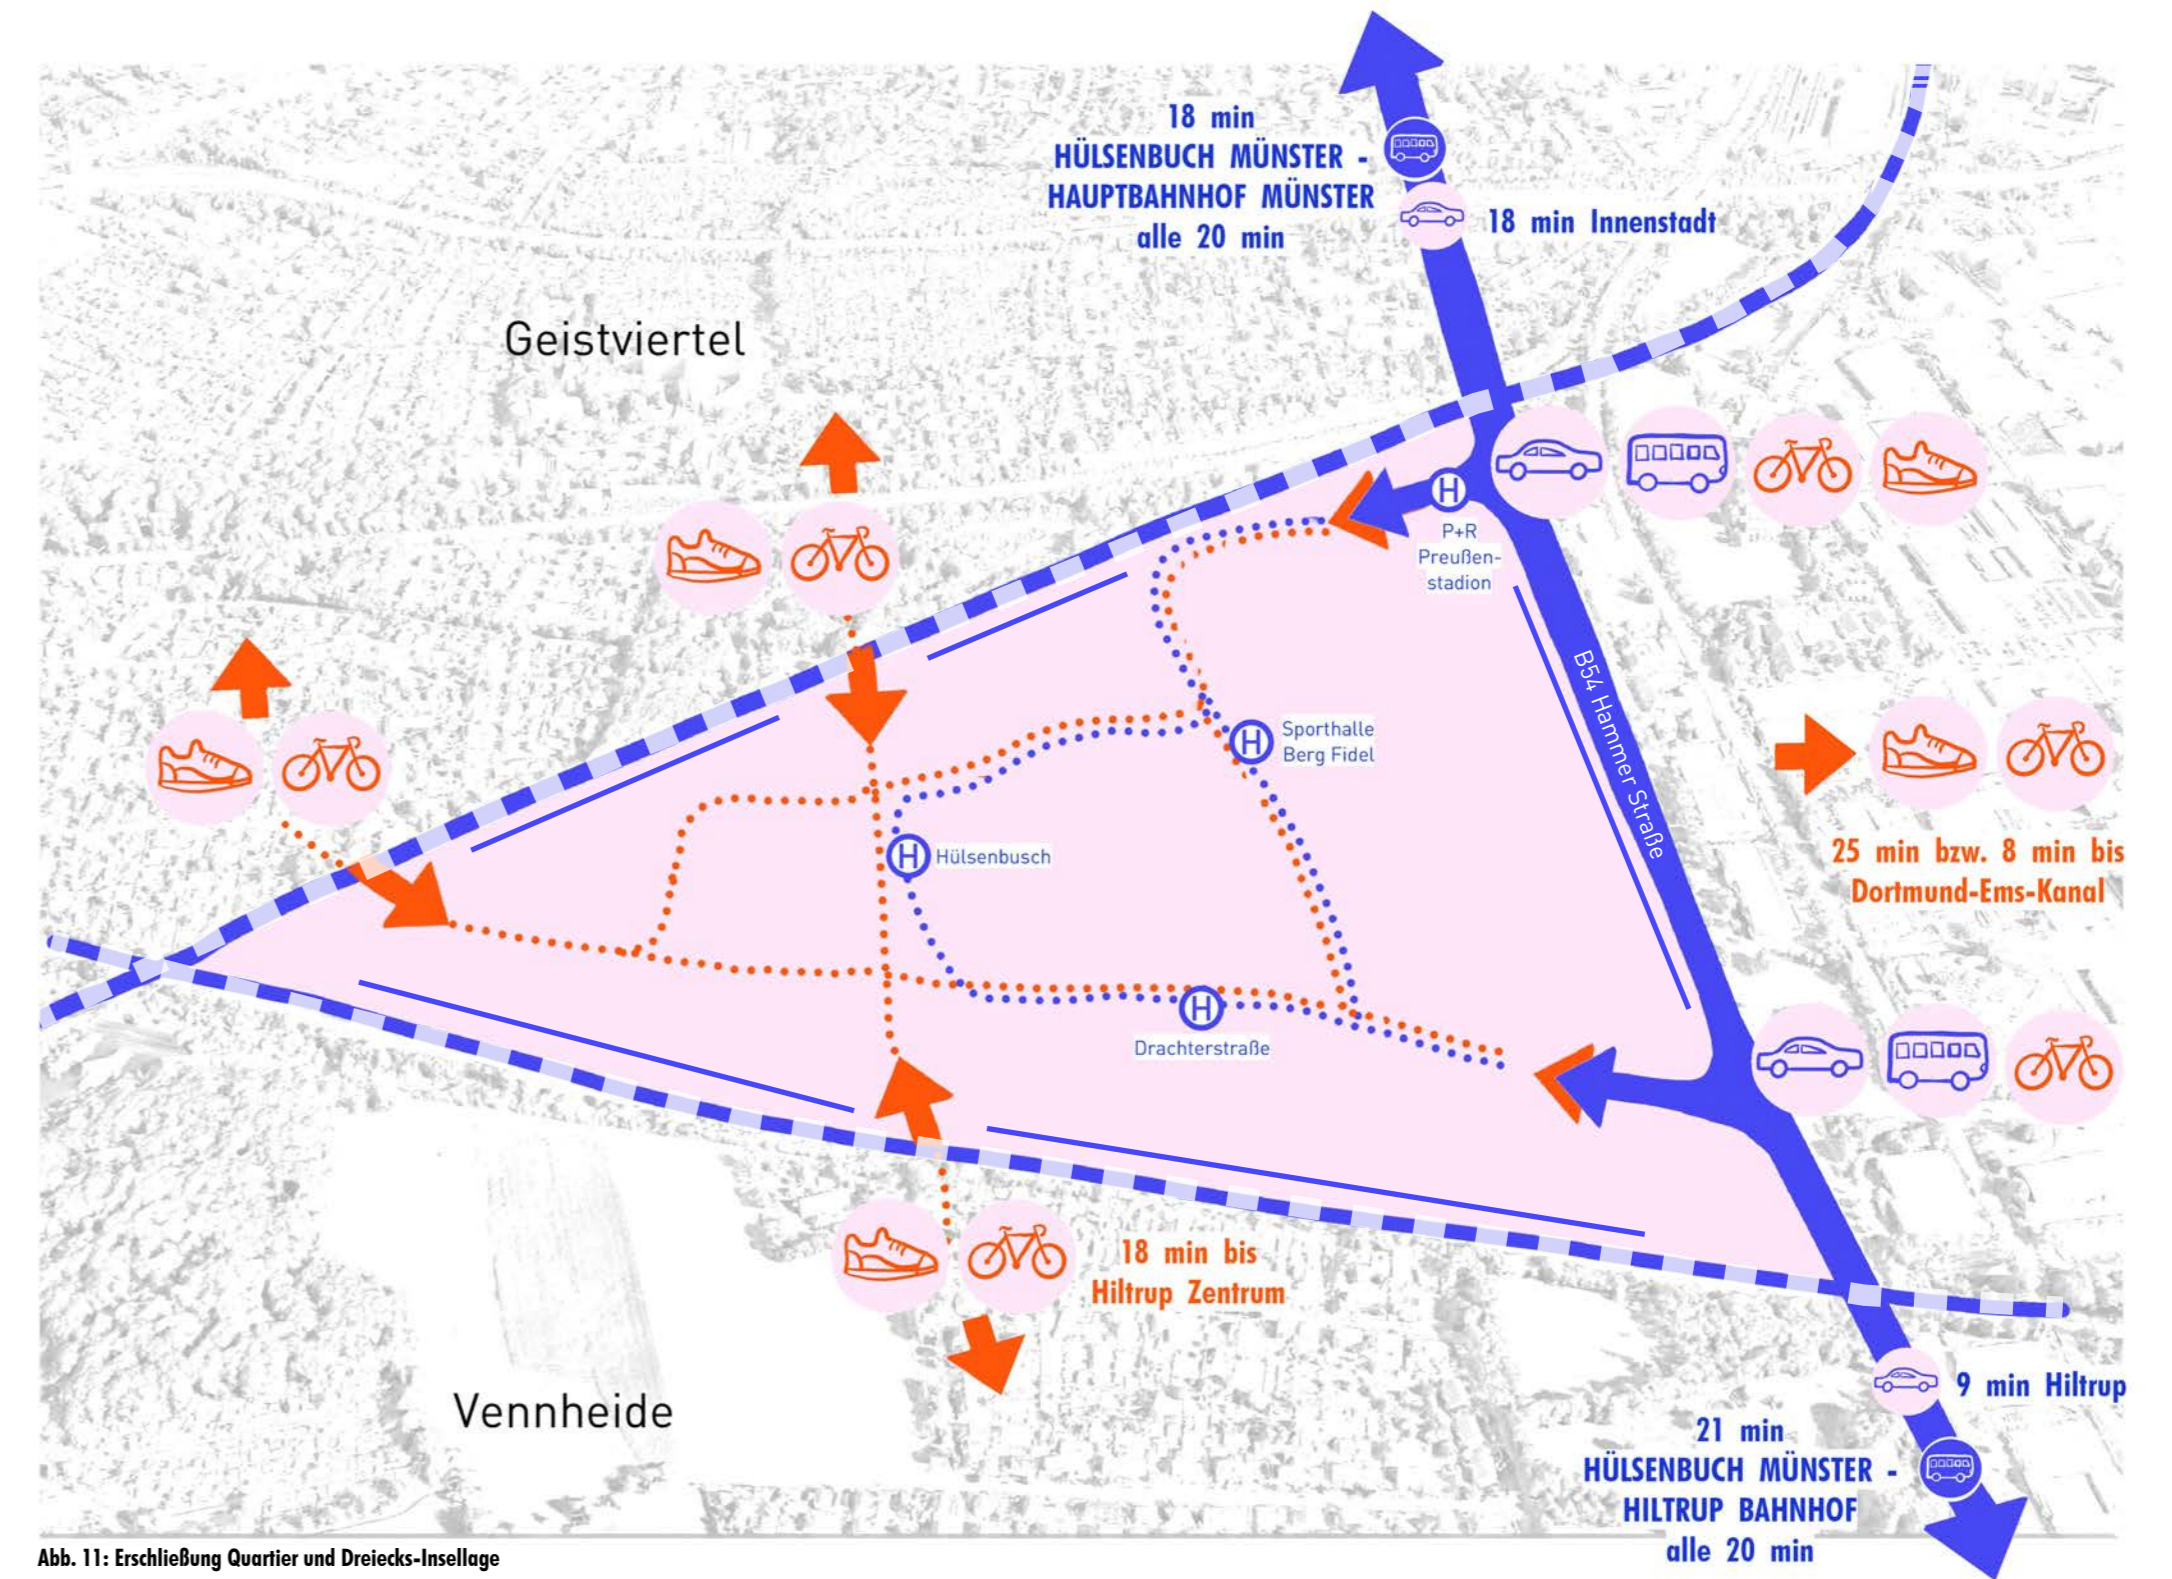 18 min
HÜLSENBUCH MÜNSTER -
HAUPTBAHNHOF MÜNSTER
alle 20 min
18 min Innenstadt
Geistviertel
H
P+R
Preußen-
stadion
B54 Hammer Straße
H
Sporthalle
Berg Fidel
H
Hülsenbusch
25 min bzw. 8 min bis
Dortmund-Ems-Kanal
H
Drachterstraße
18 min bis
Hiltrup Zentrum
Vennheide
9 min Hiltrup
21 min
HÜLSENBUCH MÜNSTER -
HILTRUP BAHNHOF
alle 20 min
Abb. 11: Erschließung Quartier und Dreiecks-Insellage